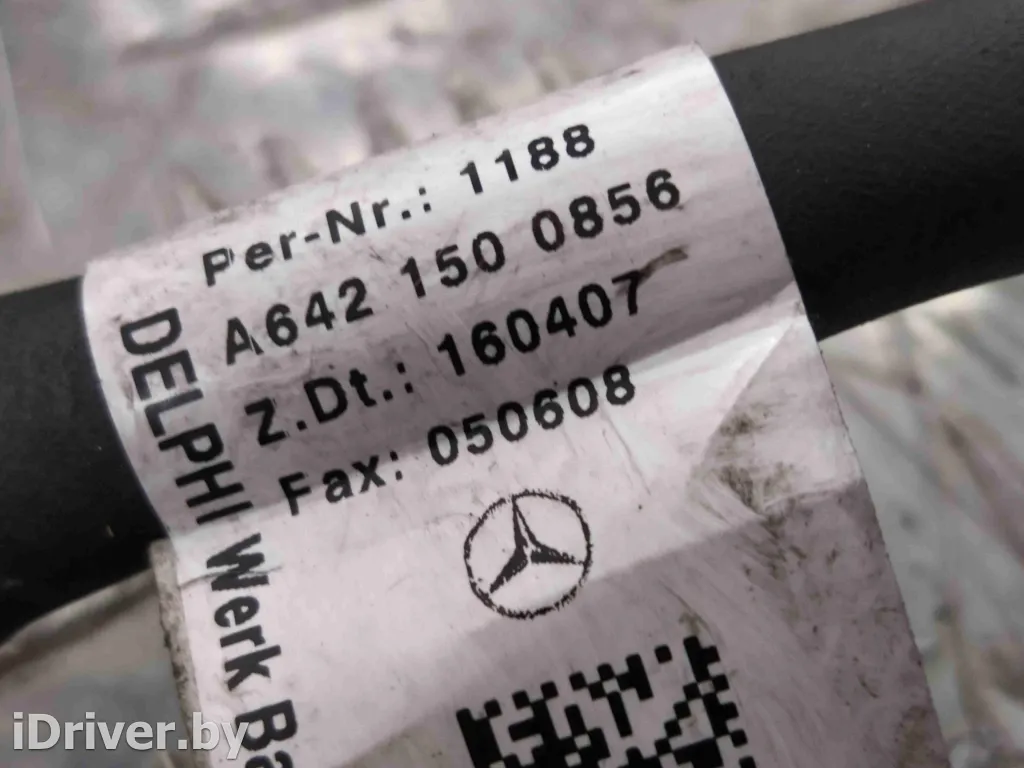 Per-Nr.: 1188
A642 150 0856
Z.Dt.: 160407
Fax: 050608
DELPHI Werk
iDriver.by